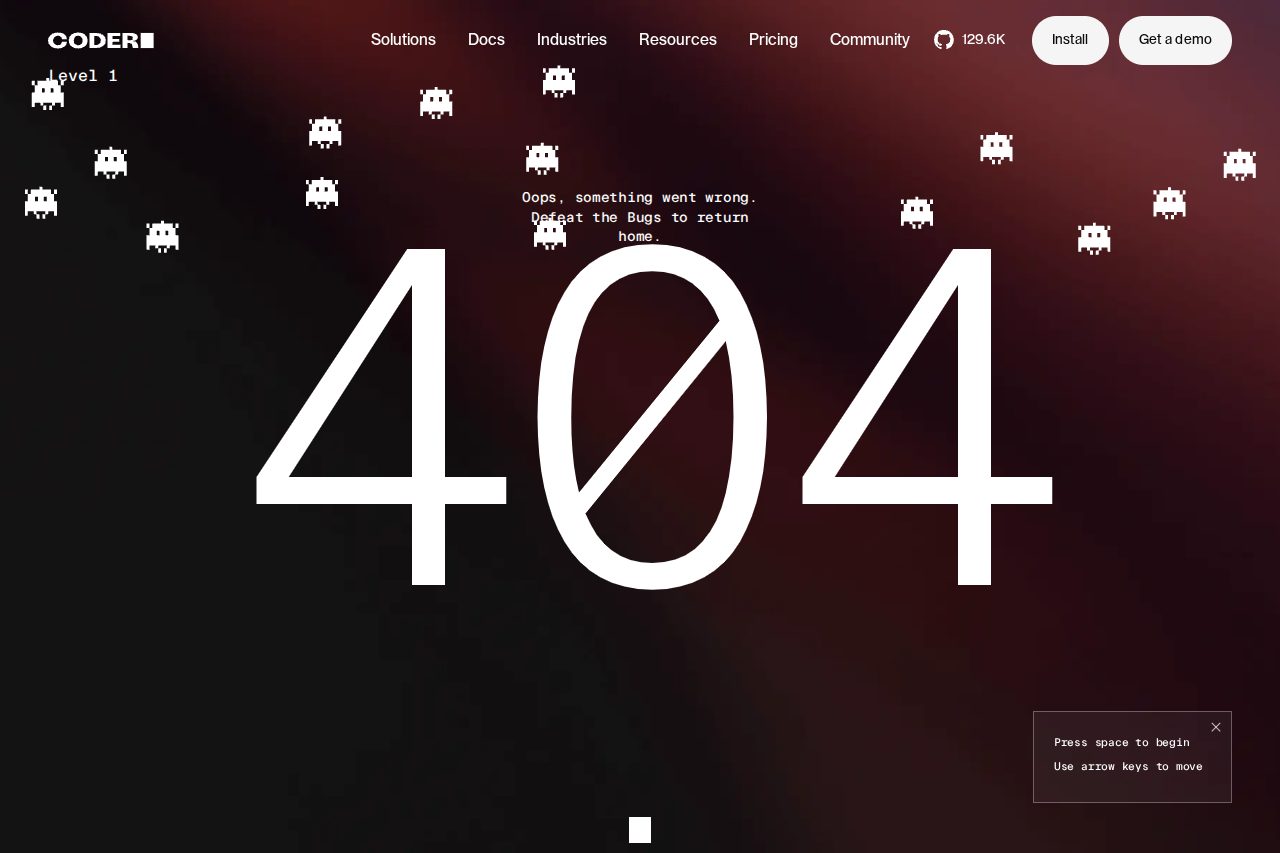 CODER
Solutions Docs Industries Resources Pricing Community 129.6K Install Get a demo
Level 1
Oops, something went wrong.
Defeat the Bugs to return
home.
404
Press space to begin
Use arrow keys to move